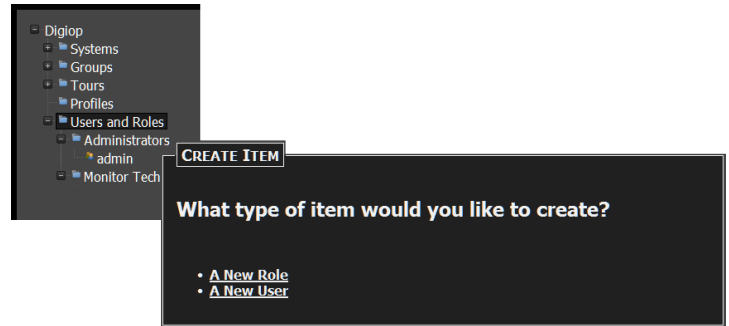 Digiop
Systems
Groups
Tours
Profiles
Users and Roles
Administrators
admin
Monitor Tech
CREATE ITEM
What type of item would you like to create?
• A New Role
• A New User